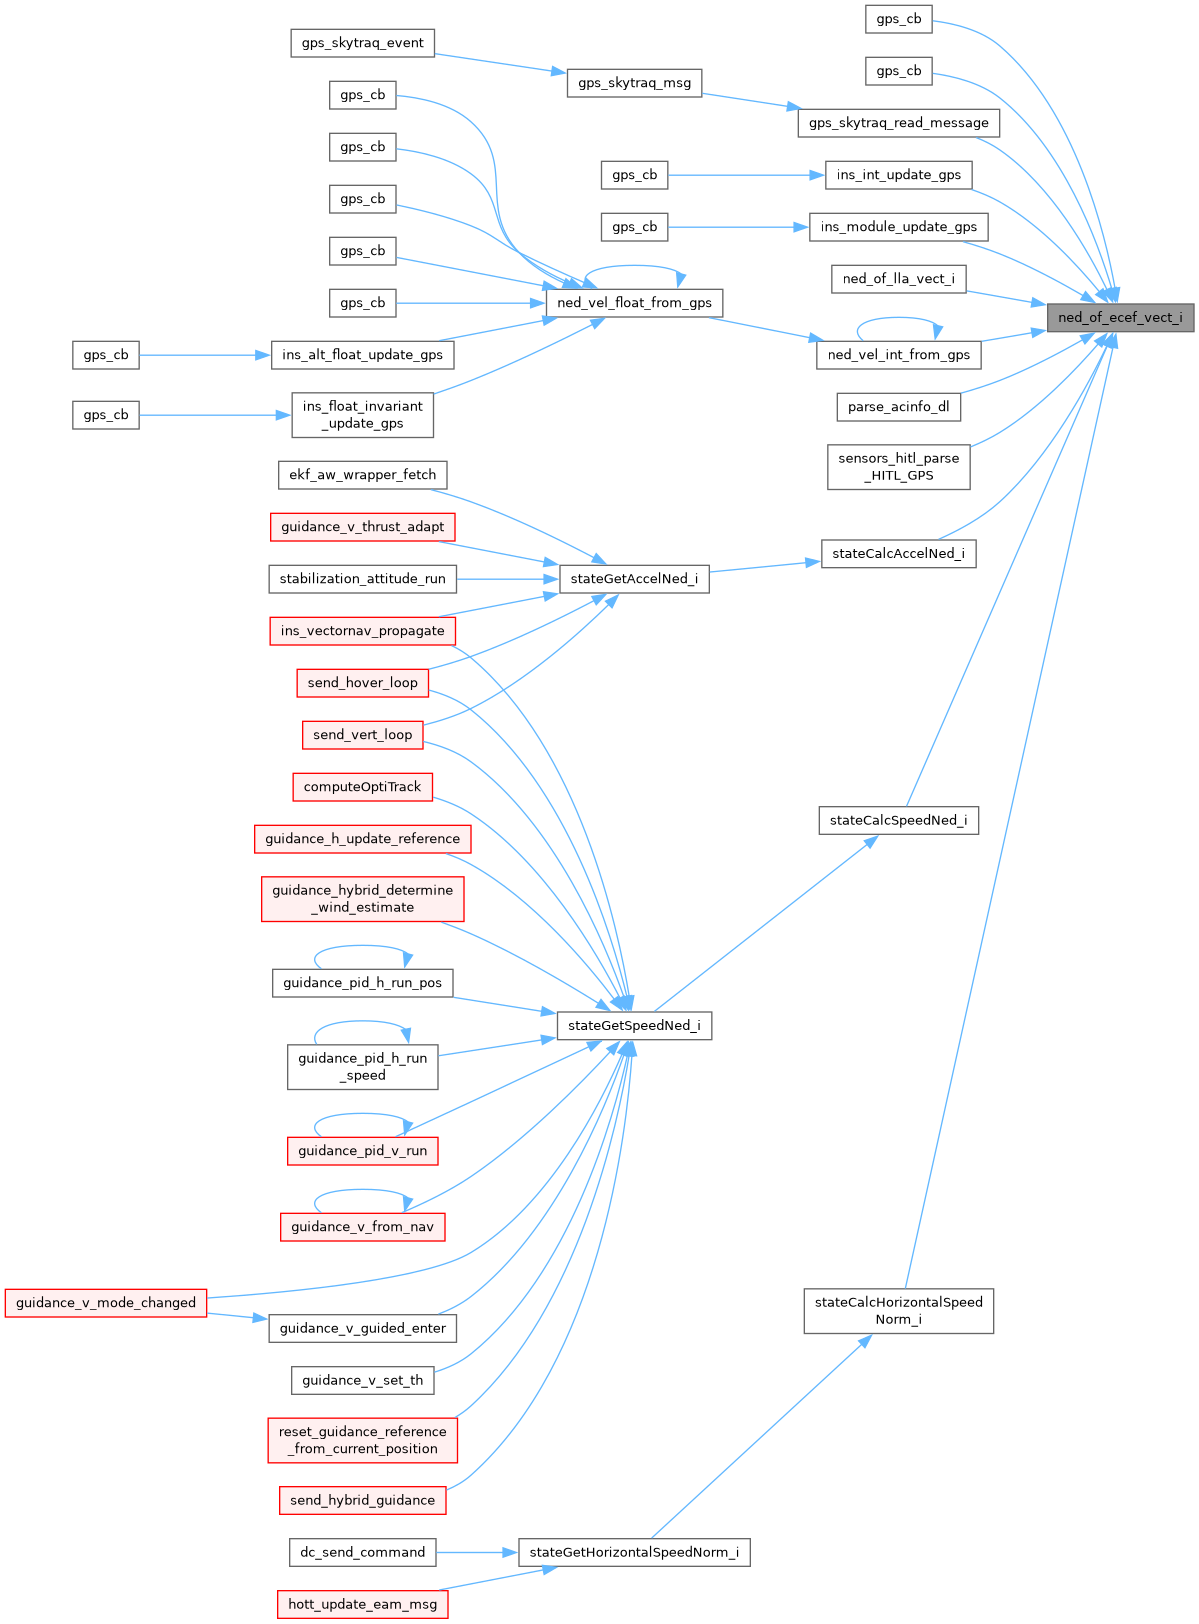 gps_cb
gps_skytraq_event
gps_cb
gps_skytraq_msg
gps_cb
gps_skytraq_read_message
gps_cb
ins_int_update_gps
gps_cb
gps_cb
ins_module_update_gps
gps_cb
gps_cb
ned_of_lla_vect_i
gps_cb
ned_vel_float_from_gps
ned_of_ecef_vect_i
gps_cb
ins_alt_float_update_gps
ned_vel_int_from_gps
gps_cb
ins_float_invariant
_update_gps
parse_acinfo_dl
sensors_hitl_parse
_HITL_GPS
ekf_aw_wrapper_fetch
guidance_v_thrust_adapt
stateCalcAccelNed_i
stabilization_attitude_run
stateGetAccelNed_i
ins_vectornav_propagate
send_hover_loop
send_vert_loop
computeOptiTrack
stateCalcSpeedNed_i
guidance_h_update_reference
guidance_hybrid_determine
_wind_estimate
guidance_pid_h_run_pos
stateGetSpeedNed_i
guidance_pid_h_run
_speed
guidance_pid_v_run
guidance_v_from_nav
guidance_v_mode_changed
stateCalcHorizontalSpeed
Norm_i
guidance_v_guided_enter
guidance_v_set_th
reset_guidance_reference
_from_current_position
send_hybrid_guidance
dc_send_command
stateGetHorizontalSpeedNorm_i
hott_update_eam_msg